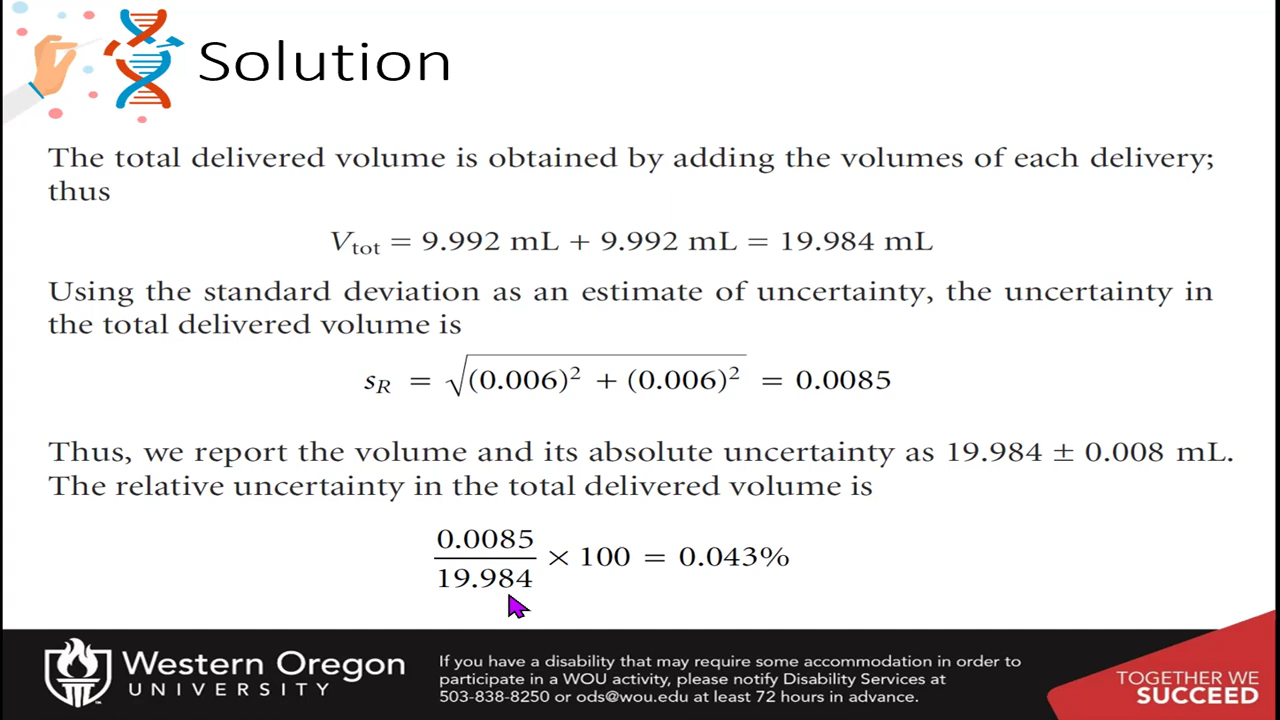 Solution
The total delivered volume is obtained by adding the volumes of each delivery;
thus
V_tot = 9.992 mL + 9.992 mL = 19.984 mL
Using the standard deviation as an estimate of uncertainty, the uncertainty in
the total delivered volume is
s_R = √((0.006)² + (0.006)²) = 0.0085
Thus, we report the volume and its absolute uncertainty as 19.984 ± 0.008 mL.
The relative uncertainty in the total delivered volume is
0.0085
19.984
× 100 = 0.043%
Western Oregon
UNIVERSITY
If you have a disability that may require some accommodation in order to
participate in a WOU activity, please notify Disability Services at
503-838-8250 or ods@wou.edu at least 72 hours in advance.
TOGETHER WE
SUCCEED